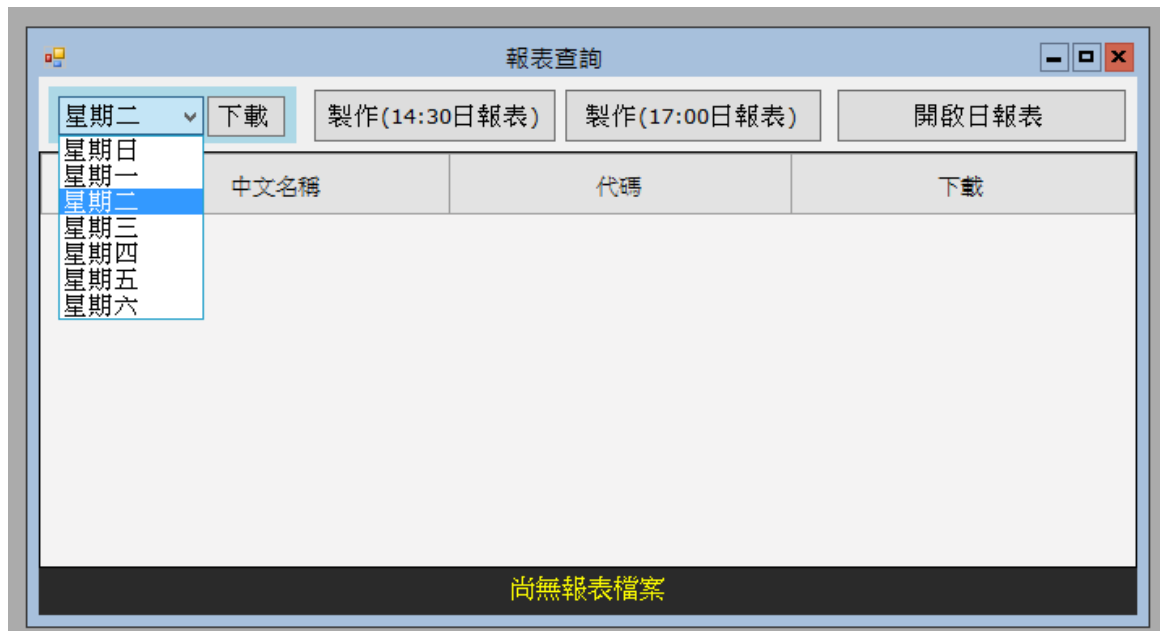 報表查詢
星期二 下載 製作(14:30日報表) 製作(17:00日報表) 開啟日報表
星期日
星期一
星期二
星期三
星期四
星期五
星期六
中文名稱 代碼 下載
尚無報表檔案